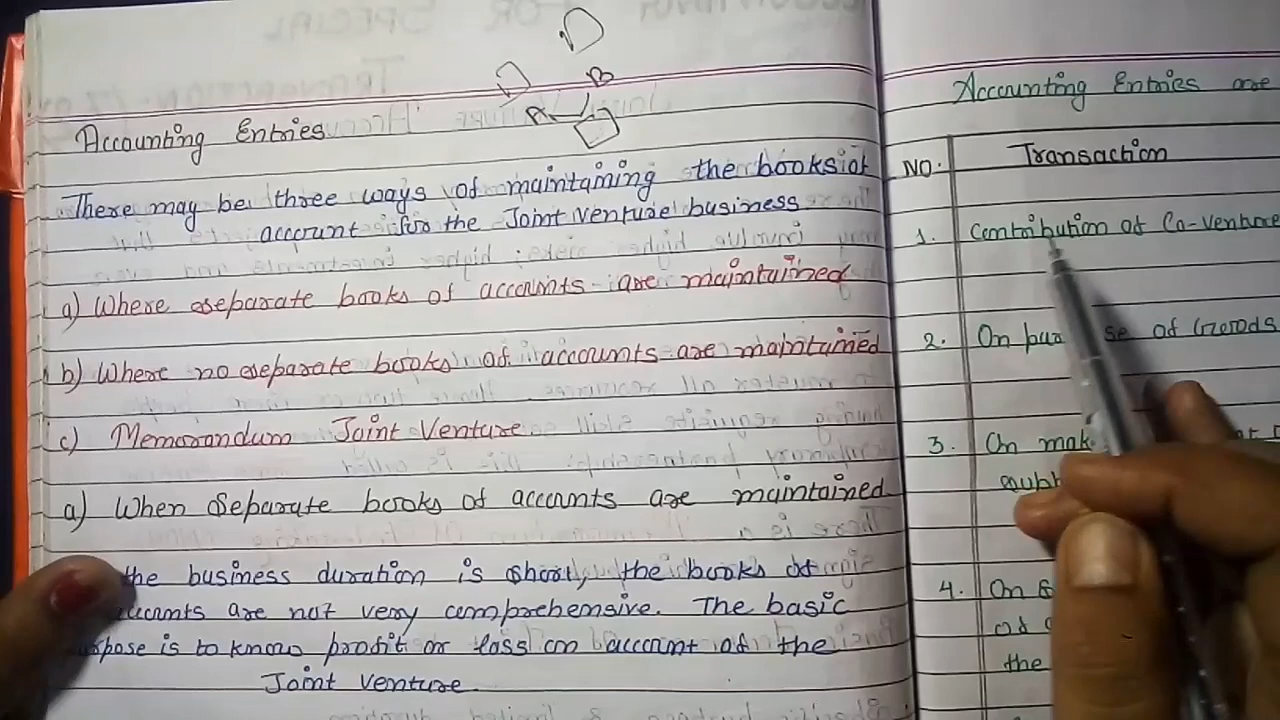 Accounting Entries
There may be three ways of maintaining the books of
account for the Joint Venture business
a) Where separate books of accounts are maintained
b) Where no separate books of accounts are maintained
c) Memorandum Joint Venture
a) When Separate books of accounts are maintained
the business duration is short, the books of
accounts are not very comprehensive. The basic
purpose is to know profit or loss on account of the
Joint Venture
Accounting Entries are
NO. Transaction
1. Contribution of Co-Venture
2. On of Goods
3. On
4. On
of
the
A
B